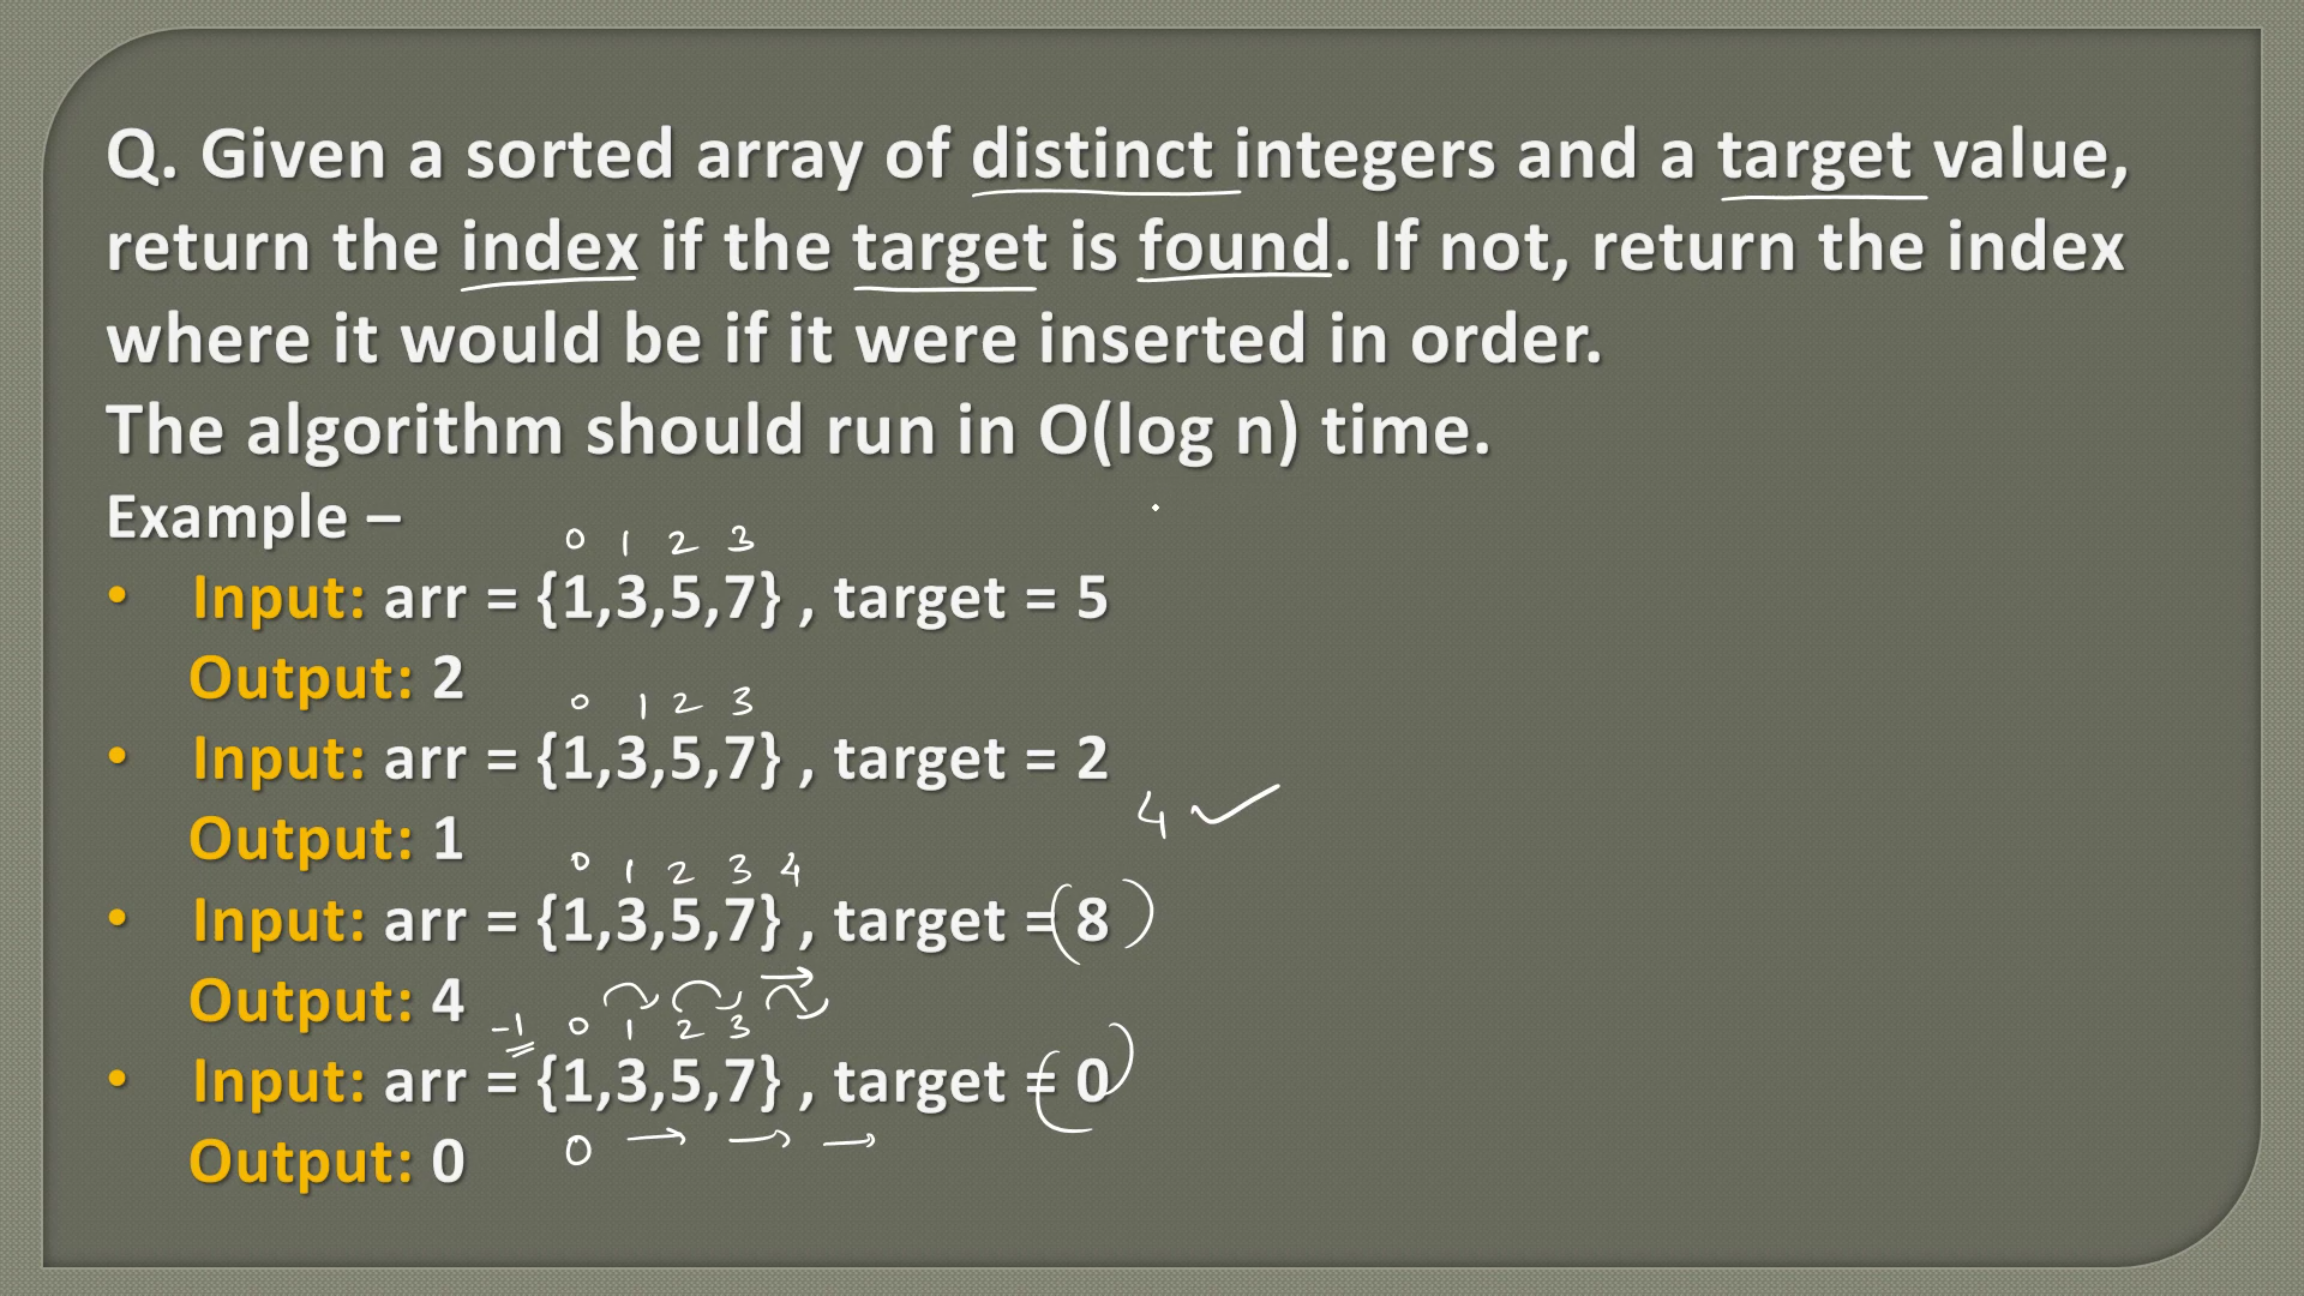 Q. Given a sorted array of distinct integers and a target value,
return the index if the target is found. If not, return the index
where it would be if it were inserted in order.
The algorithm should run in O(log n) time.
Example –
0 1 2 3
• Input: arr = {1,3,5,7} , target = 5
Output: 2
0 1 2 3
• Input: arr = {1,3,5,7} , target = 2
4
Output: 1
0 1 2 3 4
• Input: arr = {1,3,5,7} , target = 8
Output: 4
-1 0 1 2 3
• Input: arr = {1,3,5,7} , target = 0
Output: 0
0